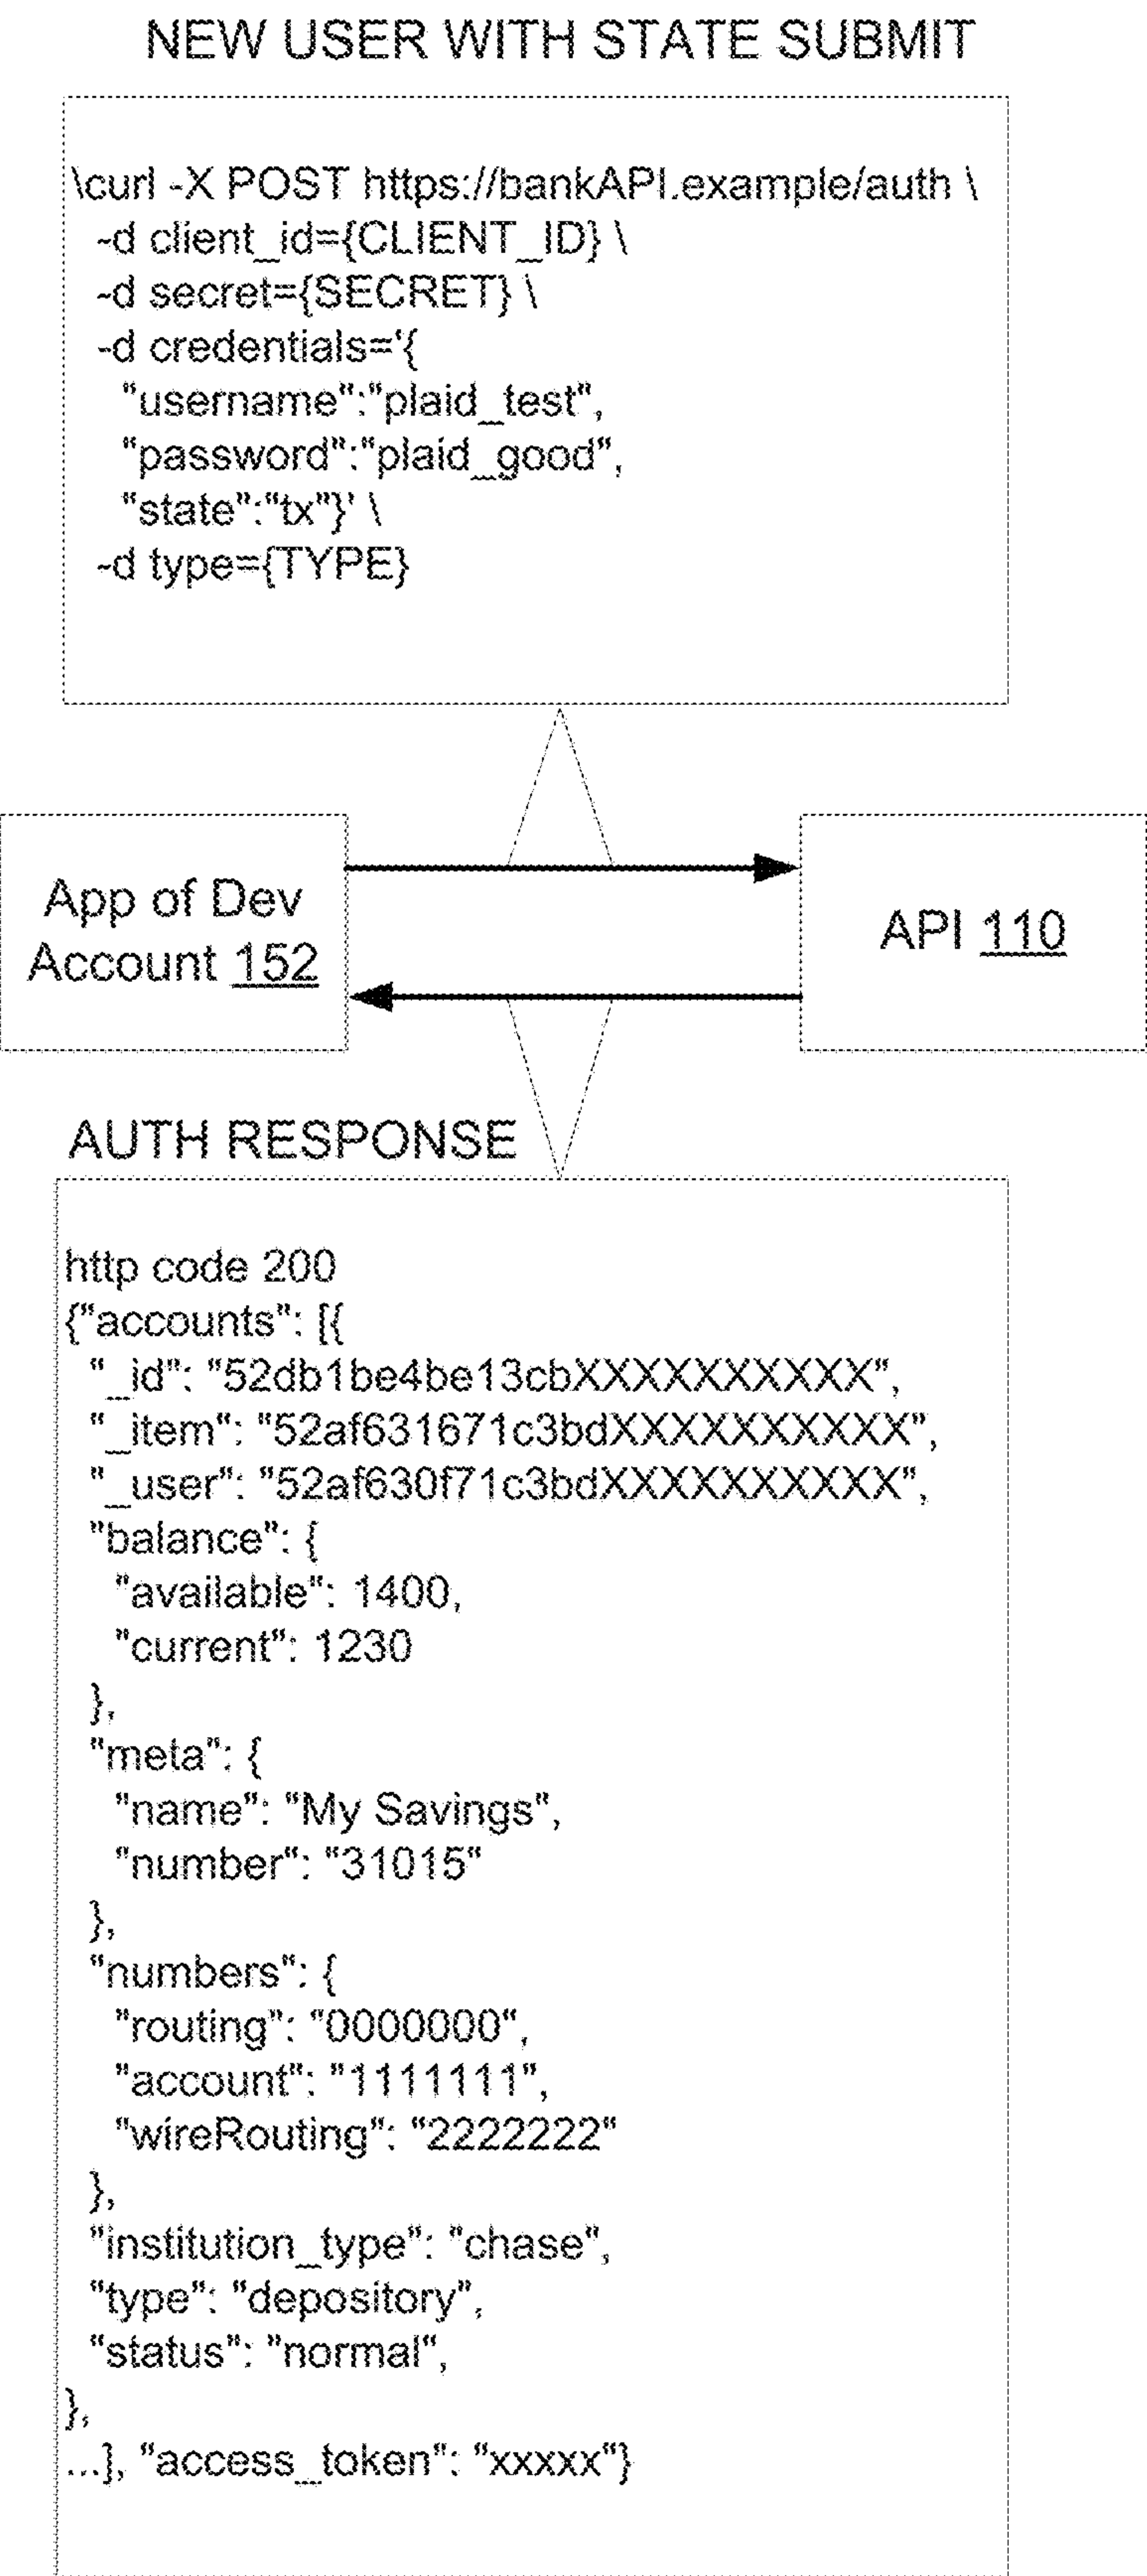 NEW USER WITH STATE SUBMIT
\curl -X POST https://bankAPI.example/auth \
-d client_id={CLIENT_ID} \
-d secret={SECRET} \
-d credentials='{
"username":"plaid_test",
"password":"plaid_good",
"state":"tx"}' \
-d type={TYPE}
App of Dev
Account 152
API 110
AUTH RESPONSE
http code 200
{"accounts": [{
"_id": "52db1be4be13cbXXXXXXXXXX",
"_item": "52af631671c3bdXXXXXXXXXX",
"_user": "52af630f71c3bdXXXXXXXXXX",
"balance": {
"available": 1400,
"current": 1230
},
"meta": {
"name": "My Savings",
"number": "31015"
},
"numbers": {
"routing": "0000000",
"account": "1111111",
"wireRouting": "2222222"
},
"institution_type": "chase",
"type": "depository",
"status": "normal",
},
...], "access_token": "xxxxx"}